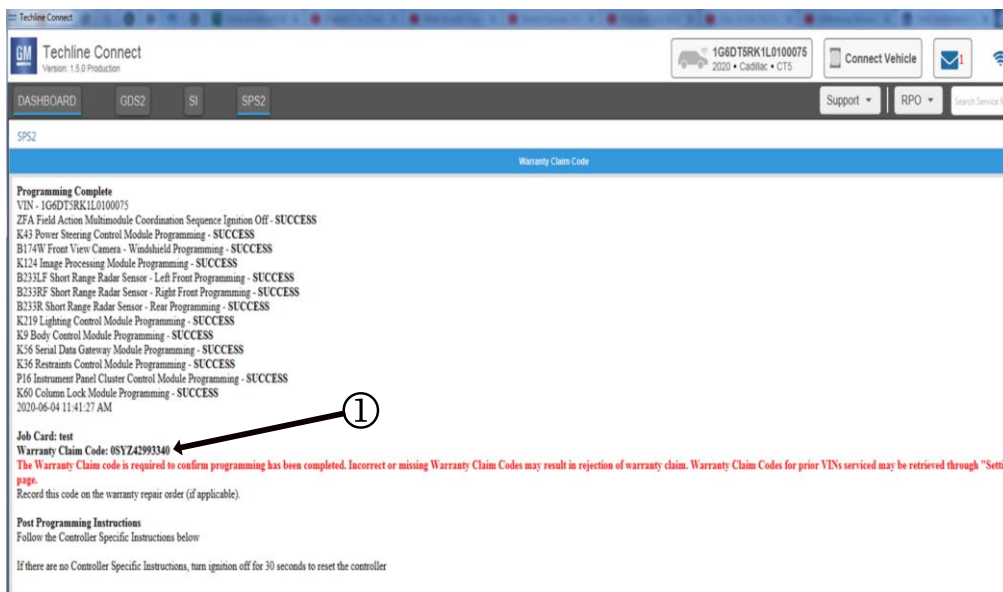 Techline Connect
GM
Techline Connect
Version: 1.5.0 Production
1G6DT5RK1L0100075
2020 • Cadillac • CT5
Connect Vehicle
1
DASHBOARD GDS2 SI SPS2
Support RPO Search Service
SPS2
Warranty Claim Code
Programming Complete
VIN - 1G6DT5RK1L0100075
ZFA Field Action Multimodule Coordination Sequence Ignition Off - SUCCESS
K43 Power Steering Control Module Programming - SUCCESS
B174W Front View Camera - Windshield Programming - SUCCESS
K124 Image Processing Module Programming - SUCCESS
B233LF Short Range Radar Sensor - Left Front Programming - SUCCESS
B233RF Short Range Radar Sensor - Right Front Programming - SUCCESS
B233R Short Range Radar Sensor - Rear Programming - SUCCESS
K219 Lighting Control Module Programming - SUCCESS
K9 Body Control Module Programming - SUCCESS
K56 Serial Data Gateway Module Programming - SUCCESS
K36 Restraints Control Module Programming - SUCCESS
P16 Instrument Panel Cluster Control Module Programming - SUCCESS
K60 Column Lock Module Programming - SUCCESS
2020-06-04 11:41:27 AM
①
Job Card: test
Warranty Claim Code: 0SYZ42993340
The Warranty Claim code is required to confirm programming has been completed. Incorrect or missing Warranty Claim Codes may result in rejection of warranty claim. Warranty Claim Codes for prior VINs serviced may be retrieved through "Setti
page.
Record this code on the warranty repair order (if applicable).
Post Programming Instructions
Follow the Controller Specific Instructions below
If there are no Controller Specific Instructions, turn ignition off for 30 seconds to reset the controller